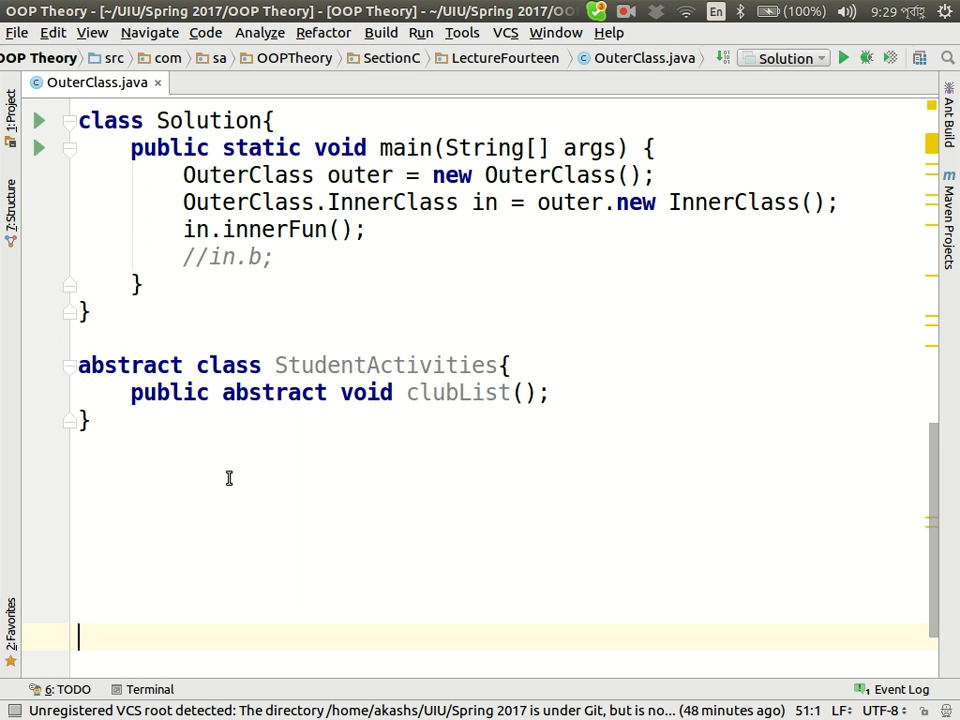 OOP Theory - [~/UIU/Spring 2017/OOP Theory] - [OOP Theory] - ~/UIU/Spring 2017/OO
En (100%) 9:29 পূর্বাহ্ণ
File Edit View Navigate Code Analyze Refactor Build Run Tools VCS Window Help
OOP Theory src com sa OOPTheory SectionC LectureFourteen OuterClass.java Solution
OuterClass.java ×
1: Project
7: Structure
2: Favorites
Ant Build
Maven Projects
class Solution{
public static void main(String[] args) {
OuterClass outer = new OuterClass();
OuterClass.InnerClass in = outer.new InnerClass();
in.innerFun();
//in.b;
}
}
abstract class StudentActivities{
public abstract void clubList();
}
6: TODO Terminal Event Log
Unregistered VCS root detected: The directory /home/akashs/UIU/Spring 2017 is under Git, but is no... (48 minutes ago) 51:1 LF UTF-8